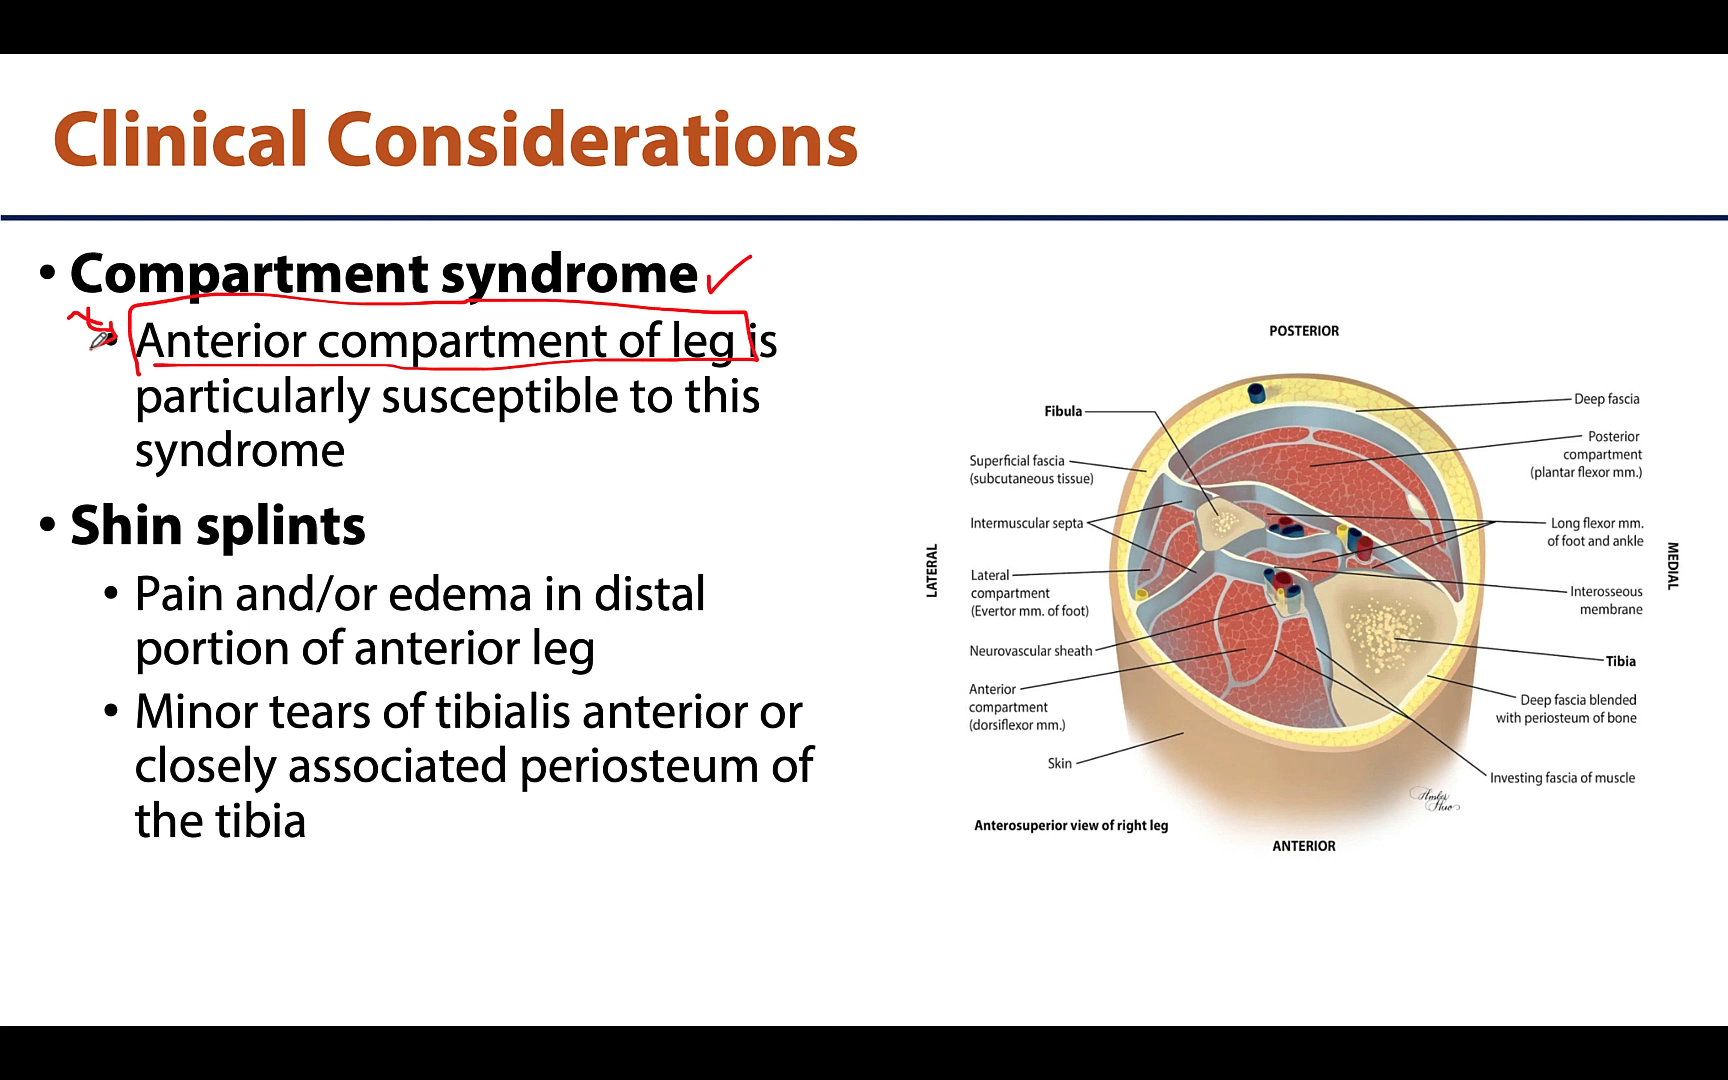 Clinical Considerations
• Compartment syndrome
• Anterior compartment of leg is
particularly susceptible to this
syndrome
• Shin splints
• Pain and/or edema in distal
portion of anterior leg
• Minor tears of tibialis anterior or
closely associated periosteum of
the tibia
POSTERIOR
Fibula
Superficial fascia
(subcutaneous tissue)
Intermuscular septa
LATERAL
Lateral
compartment
(Evertor mm. of foot)
Neurovascular sheath
Anterior
compartment
(dorsiflexor mm.)
Skin
Anterosuperior view of right leg
Deep fascia
Posterior
compartment
(plantar flexor mm.)
Long flexor mm.
of foot and ankle
MEDIAL
Interosseous
membrane
Tibia
Deep fascia blended
with periosteum of bone
Investing fascia of muscle
ANTERIOR